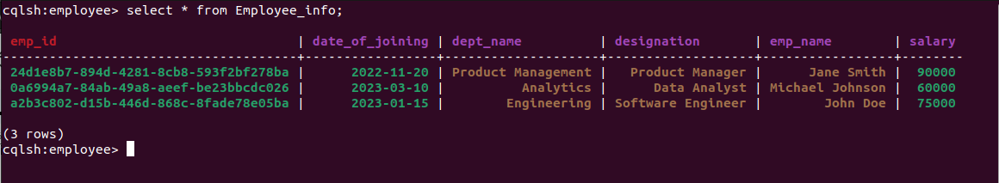 cqlsh:employee> select * from Employee_info;
emp_id | date_of_joining | dept_name | designation | emp_name | salary
--------------------------------------+-----------------+--------------------+-------------------+-----------------+--------
24d1e8b7-894d-4281-8cb8-593f2bf278ba | 2022-11-20 | Product Management | Product Manager | Jane Smith | 90000
0a6994a7-84ab-49a8-aeef-be23bbcdc026 | 2023-03-10 | Analytics | Data Analyst | Michael Johnson | 60000
a2b3c802-d15b-446d-868c-8fade78e05ba | 2023-01-15 | Engineering | Software Engineer | John Doe | 75000
(3 rows)
cqlsh:employee>